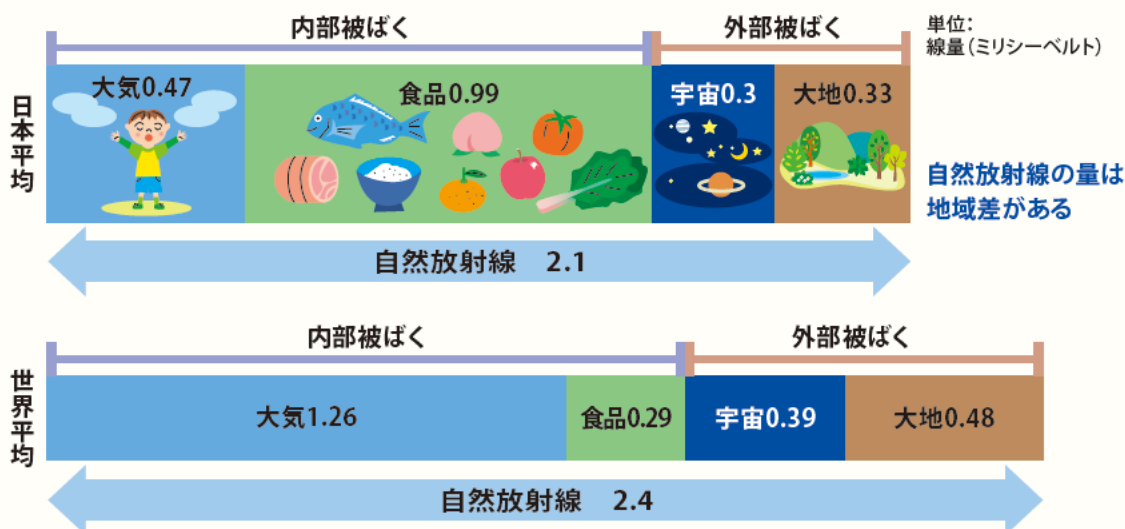 内部被ばく
外部被ばく
単位：
線量（ミリシーベルト）
日本平均
大気0.47
食品0.99
宇宙0.3
大地0.33
自然放射線の量は
地域差がある
自然放射線 2.1
内部被ばく
外部被ばく
世界平均
大気1.26
食品0.29
宇宙0.39
大地0.48
自然放射線 2.4